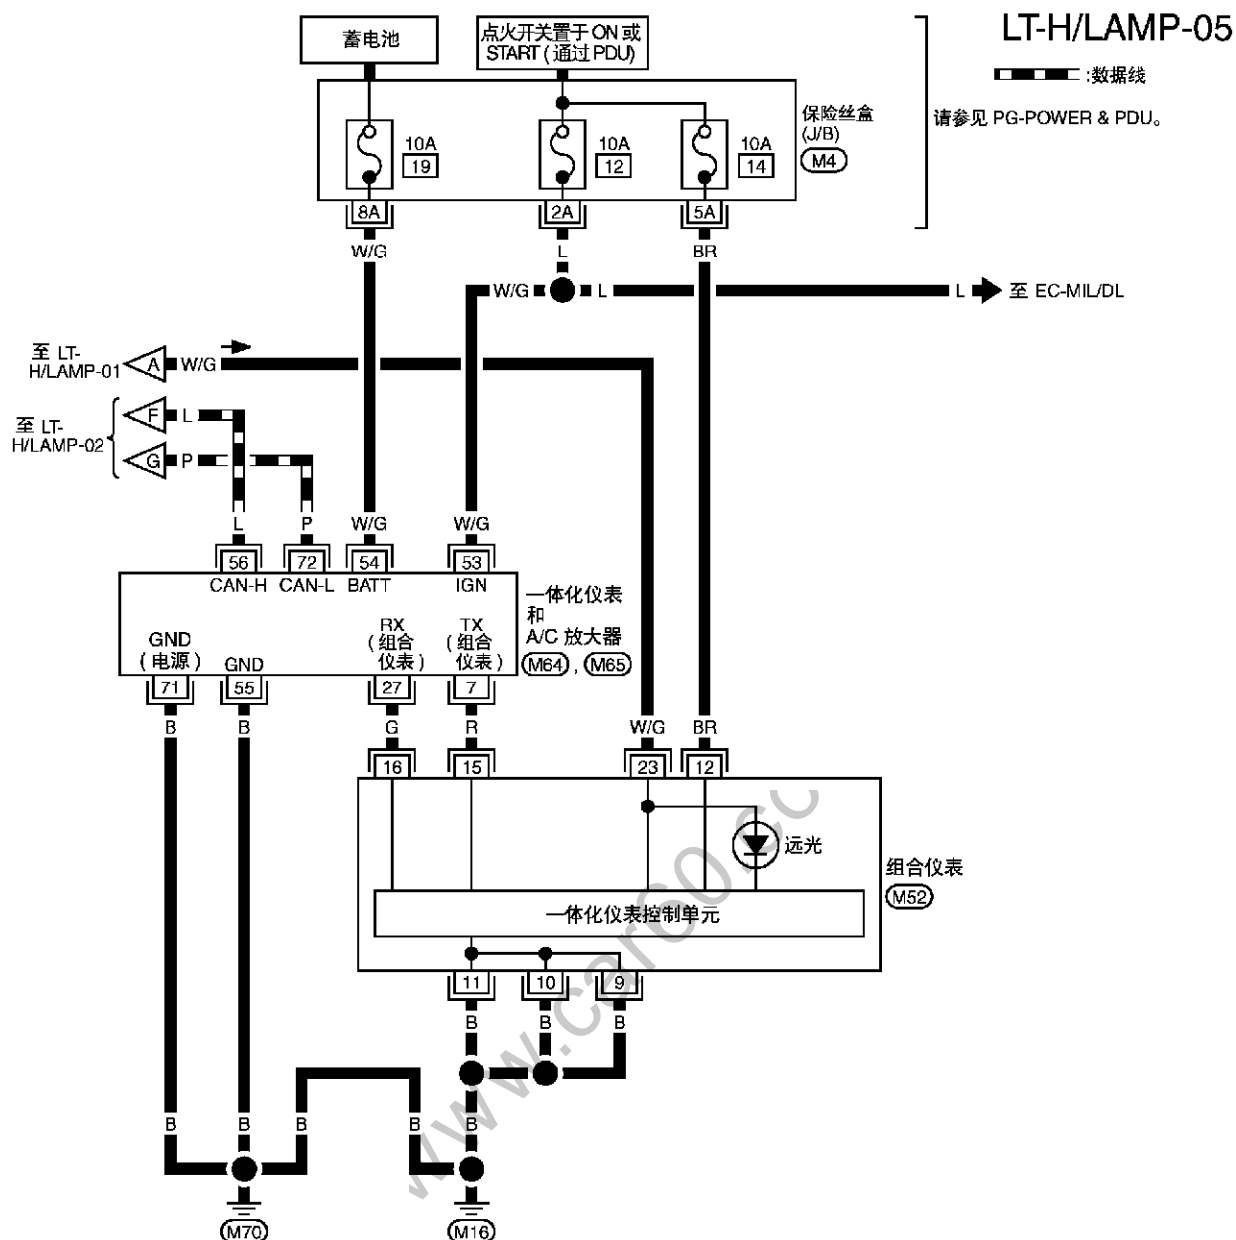 LT-H/LAMP-05
蓄电池
点火开关置于 ON 或
START ( 通过 PDU)
:数据线
请参见 PG-POWER & PDU。
保险丝盒
(J/B)
M4
10A
19
10A
12
10A
14
8A
2A
5A
W/G
L
BR
W/G
L
L
至 EC-MIL/DL
至 LT-
H/LAMP-01
A
W/G
至 LT-
H/LAMP-02
F
L
G
P
L
P
W/G
W/G
56
72
54
53
CAN-H
CAN-L
BATT
IGN
一体化仪表
和
A/C 放大器
M64 , M65
GND
( 电源 )
GND
RX
( 组合
仪表 )
TX
( 组合
仪表 )
71
55
27
7
B
B
G
R
W/G
BR
16
15
23
12
远光
组合仪表
M52
一体化仪表控制单元
11
10
9
B
B
B
B
B
B
B
B
M70
M16
www.car60.cc